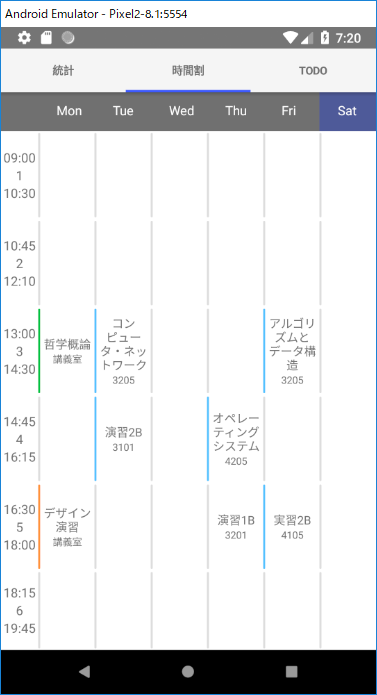 Android Emulator - Pixel2-8.1:5554
7:20
統計 時間割 TODO
Mon Tue Wed Thu Fri Sat
09:00
1
10:30
10:45
2
12:10
13:00
3
14:30
哲学概論
講義室
コン
ピュー
タ・ネッ
トワーク
3205
アルゴリ
ズムと
データ構
造
3205
14:45
4
16:15
演習2B
3101
オペレー
ティング
システム
4205
16:30
5
18:00
デザイン
演習
講義室
演習1B
3201
実習2B
4105
18:15
6
19:45